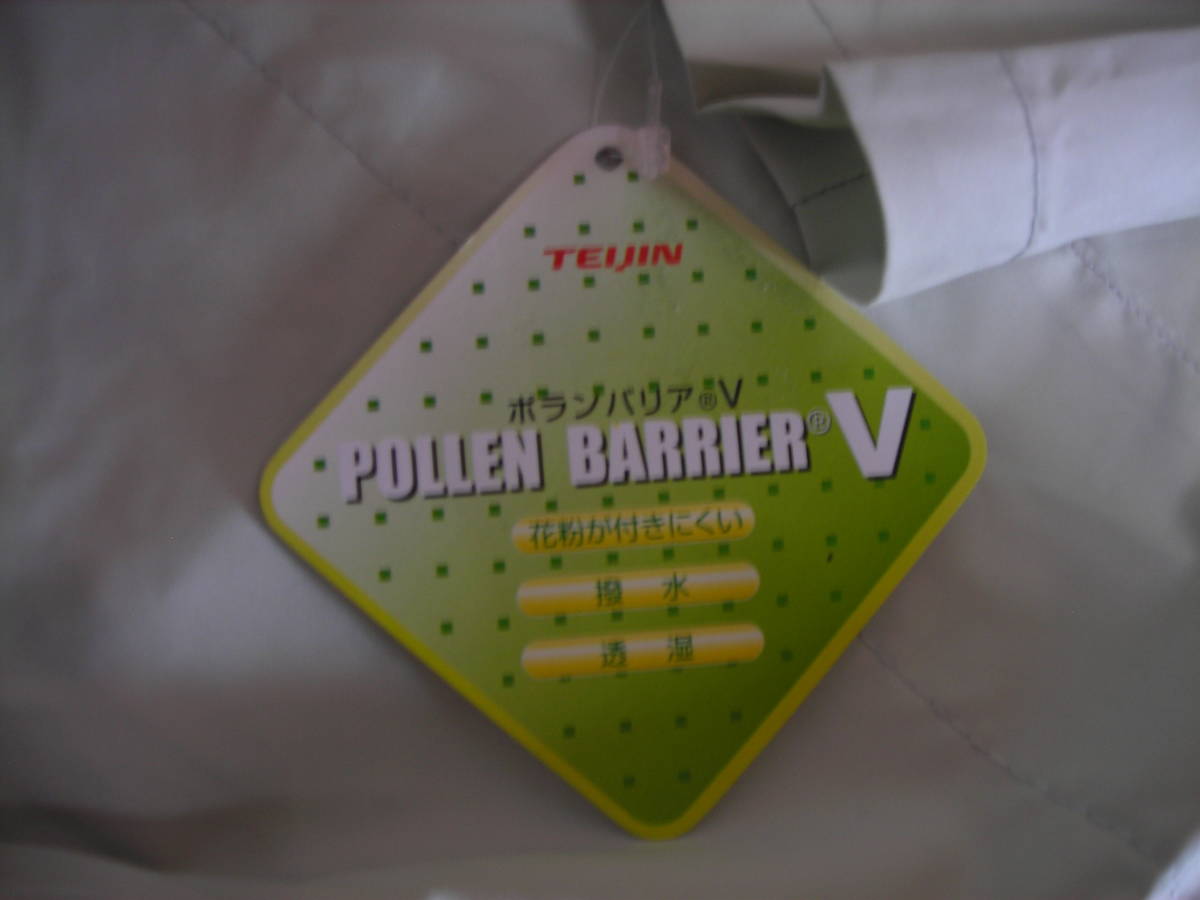 TEIJIN
ポランバリア®V
POLLEN BARRIER®V
花粉が付きにくい
撥 水
透 湿